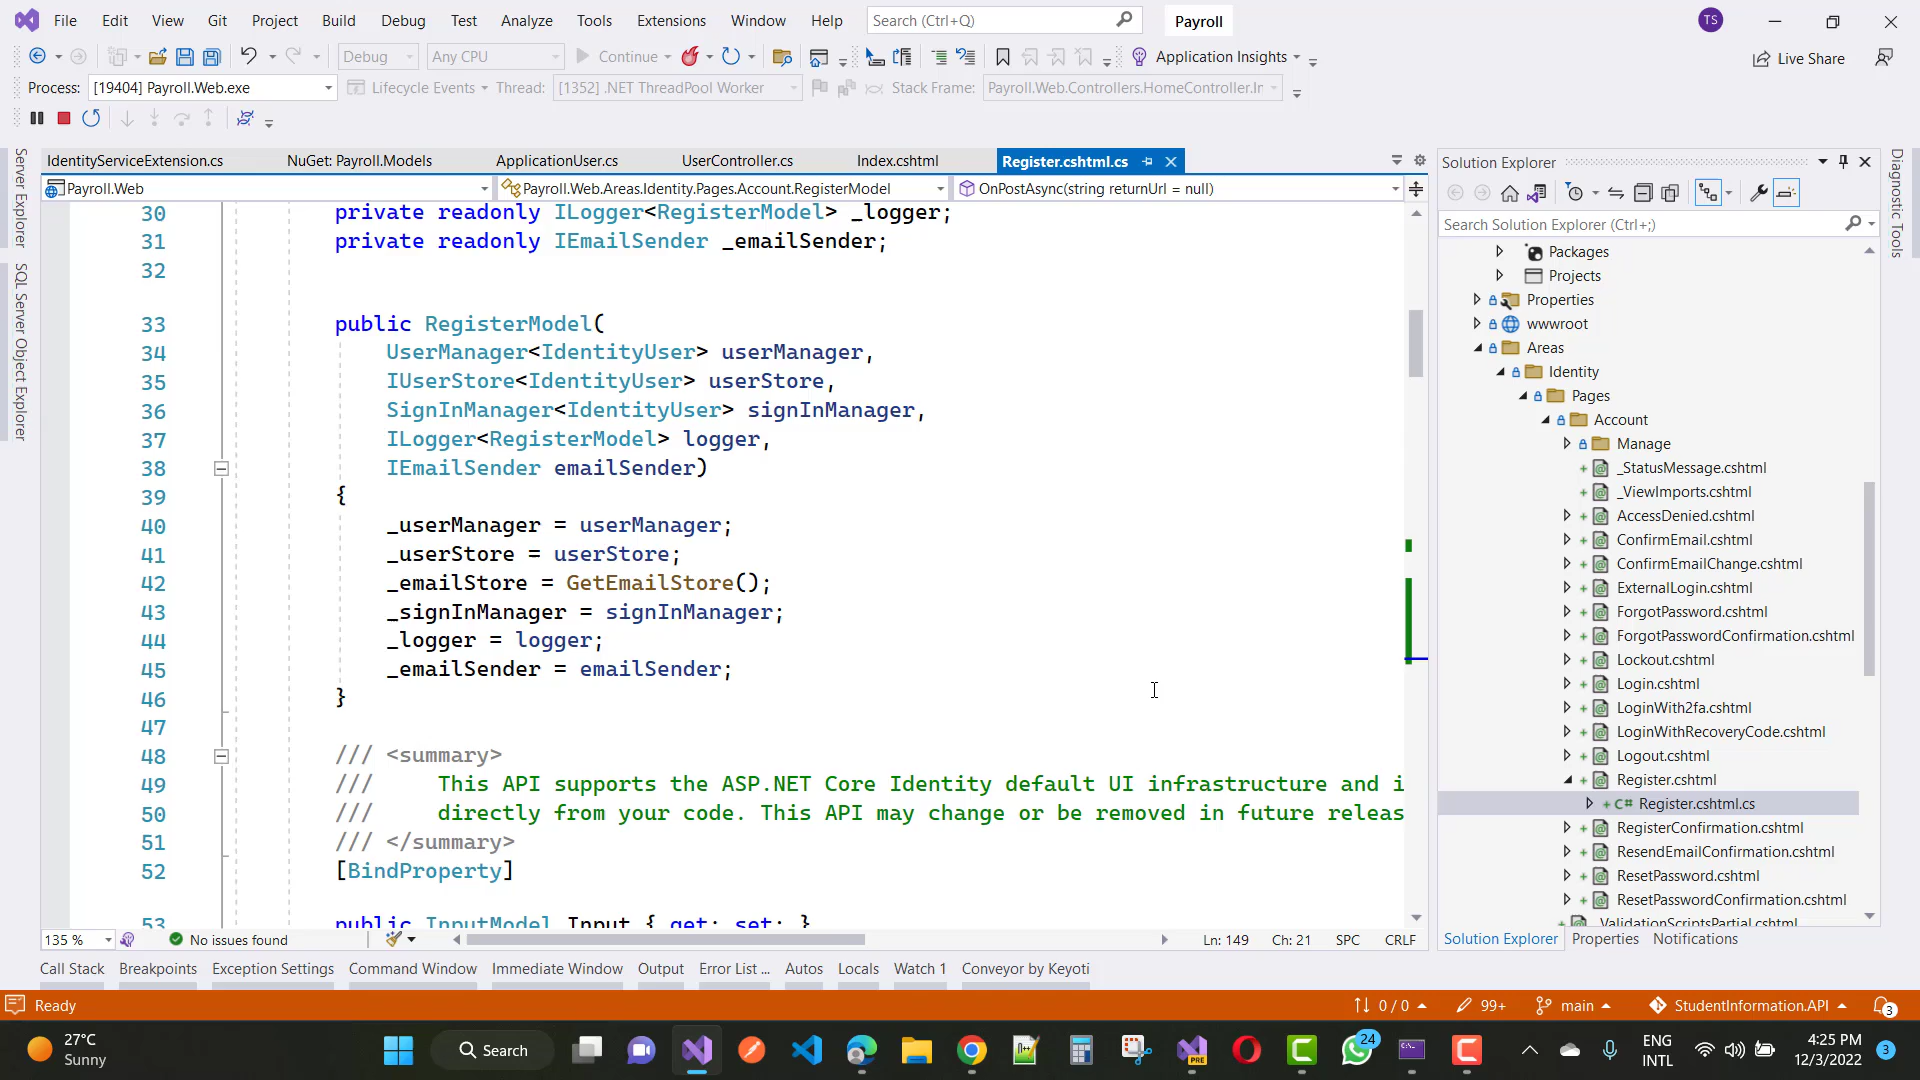 File Edit View Git Project Build Debug Test Analyze Tools Extensions Window Help Search (Ctrl+Q) Payroll TS
Debug Any CPU Continue Application Insights Live Share
Process: [19404] Payroll.Web.exe Lifecycle Events Thread: [1352] .NET ThreadPool Worker Stack Frame: Payroll.Web.Controllers.HomeController.Ir
Server Explorer
SQL Server Object Explorer
IdentityServiceExtension.cs NuGet: Payroll.Models ApplicationUser.cs UserController.cs Index.cshtml Register.cshtml.cs
Payroll.Web Payroll.Web.Areas.Identity.Pages.Account.RegisterModel OnPostAsync(string returnUrl = null)
30 private readonly ILogger<RegisterModel> _logger;
31 private readonly IEmailSender _emailSender;
32
33 public RegisterModel(
34 UserManager<IdentityUser> userManager,
35 IUserStore<IdentityUser> userStore,
36 SignInManager<IdentityUser> signInManager,
37 ILogger<RegisterModel> logger,
38 IEmailSender emailSender)
39 {
40 _userManager = userManager;
41 _userStore = userStore;
42 _emailStore = GetEmailStore();
43 _signInManager = signInManager;
44 _logger = logger;
45 _emailSender = emailSender;
46 }
47
48 /// <summary>
49 /// This API supports the ASP.NET Core Identity default UI infrastructure and i
50 /// directly from your code. This API may change or be removed in future releas
51 /// </summary>
52 [BindProperty]
53 public InputModel Input { get; set; }
135 % No issues found Ln: 149 Ch: 21 SPC CRLF
Solution Explorer
Search Solution Explorer (Ctrl+;)
Packages
Projects
Properties
wwwroot
Areas
Identity
Pages
Account
Manage
_StatusMessage.cshtml
_ViewImports.cshtml
AccessDenied.cshtml
ConfirmEmail.cshtml
ConfirmEmailChange.cshtml
ExternalLogin.cshtml
ForgotPassword.cshtml
ForgotPasswordConfirmation.cshtml
Lockout.cshtml
Login.cshtml
LoginWith2fa.cshtml
LoginWithRecoveryCode.cshtml
Logout.cshtml
Register.cshtml
C# Register.cshtml.cs
RegisterConfirmation.cshtml
ResendEmailConfirmation.cshtml
ResetPassword.cshtml
ResetPasswordConfirmation.cshtml
ValidationScriptsPartial.cshtml
Solution Explorer Properties Notifications
Diagnostic Tools
Call Stack Breakpoints Exception Settings Command Window Immediate Window Output Error List ... Autos Locals Watch 1 Conveyor by Keyoti
Ready 0 / 0 99+ main StudentInformation.API 3
27°C
Sunny
Search
PRE
24
ENG
INTL
4:25 PM
12/3/2022
3